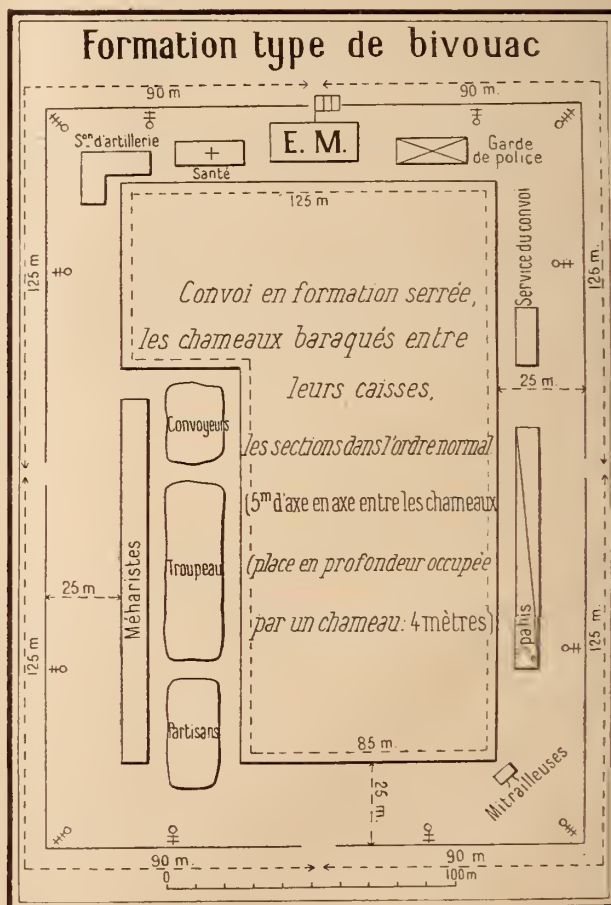 Formation type de bivouac
90 m
90 m.
Son d'artillerie
Santé
E. M.
Garde
de police
125 m
125 m.
125 m.
Service du convoi
Convoi en formation serrée,
les chameaux baraqués entre
leurs caisses,
25 m.
Convoyeurs
les sections dans l'ordre normal
(5m d'axe en axe entre les chameaux
Troupeau
(place en profondeur occupée
Méharistes
25 m
par un chameau: 4 mètres)
Spahis
125 m
125 m.
Partisans
85 m.
25 m.
Mitrailleuses
90 m.
90 m
0
100m